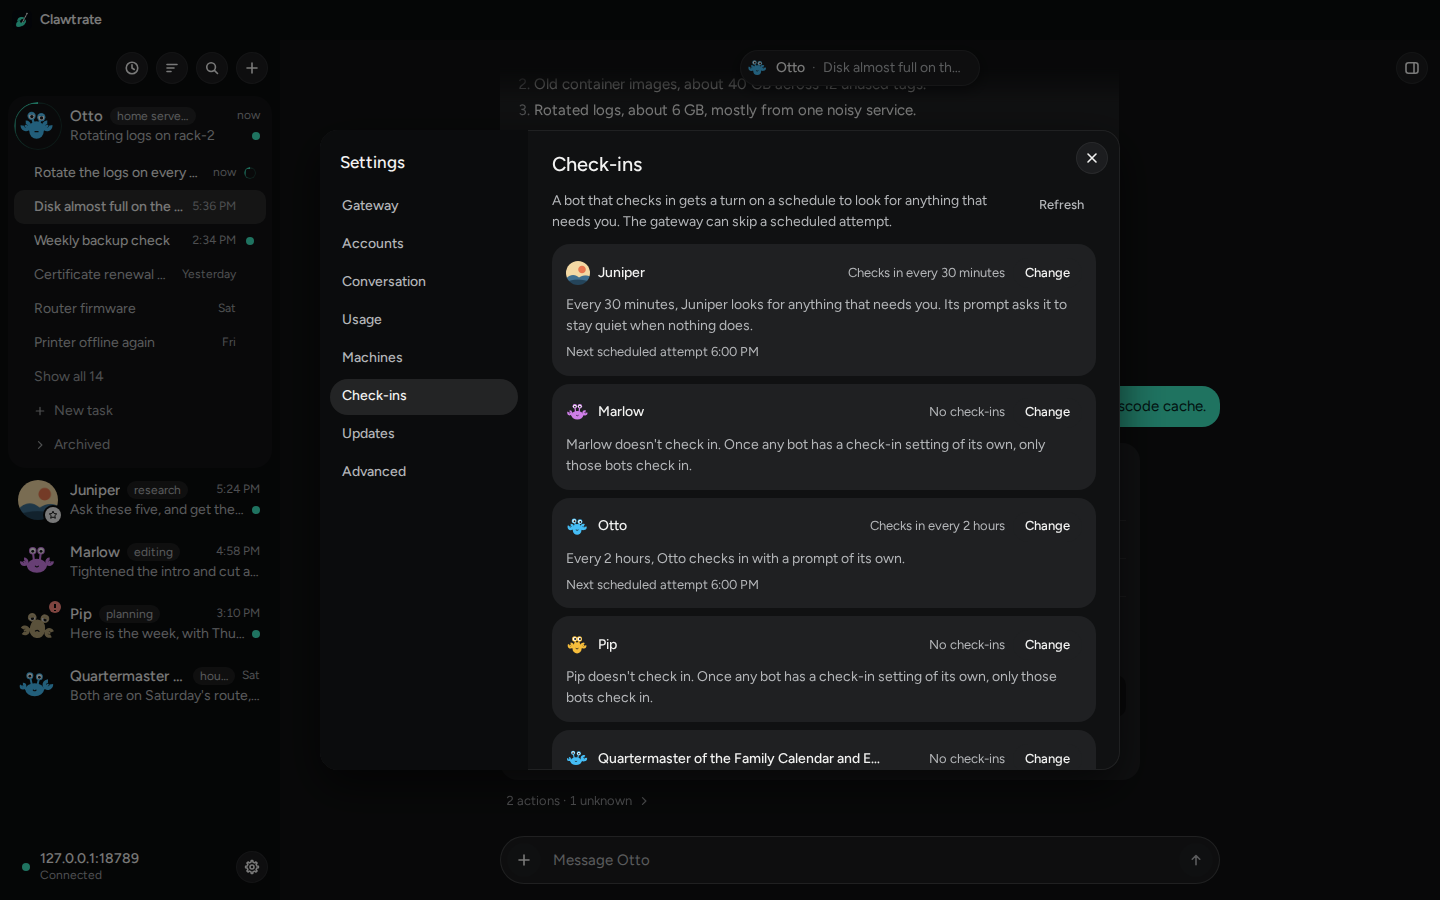 Clawtrate
Otto home serve... now
Rotating logs on rack-2
Rotate the logs on every ... now
Disk almost full on the ... 5:36 PM
Weekly backup check 2:34 PM
Certificate renewal ... Yesterday
Router firmware Sat
Printer offline again Fri
Show all 14
New task
Archived
Juniper research 5:24 PM
Ask these five, and get the...
Marlow editing 4:58 PM
Tightened the intro and cut a...
Pip planning 3:10 PM
Here is the week, with Thu...
Quartermaster ... hou... Sat
Both are on Saturday's route,...
127.0.0.1:18789
Connected
Otto · Disk almost full on th...
2. Old container images, about 40 GB across 12 unused tags.
3. Rotated logs, about 6 GB, mostly from one noisy service.
Settings
Gateway
Accounts
Conversation
Usage
Machines
Check-ins
Updates
Advanced
Check-ins
A bot that checks in gets a turn on a schedule to look for anything that
needs you. The gateway can skip a scheduled attempt.
Refresh
Juniper Checks in every 30 minutes Change
Every 30 minutes, Juniper looks for anything that needs you. Its prompt asks it to
stay quiet when nothing does.
Next scheduled attempt 6:00 PM
Marlow No check-ins Change
Marlow doesn't check in. Once any bot has a check-in setting of its own, only
those bots check in.
Otto Checks in every 2 hours Change
Every 2 hours, Otto checks in with a prompt of its own.
Next scheduled attempt 6:00 PM
Pip No check-ins Change
Pip doesn't check in. Once any bot has a check-in setting of its own, only those
bots check in.
Quartermaster of the Family Calendar and E... No check-ins Change
scode cache.
2 actions · 1 unknown
Message Otto